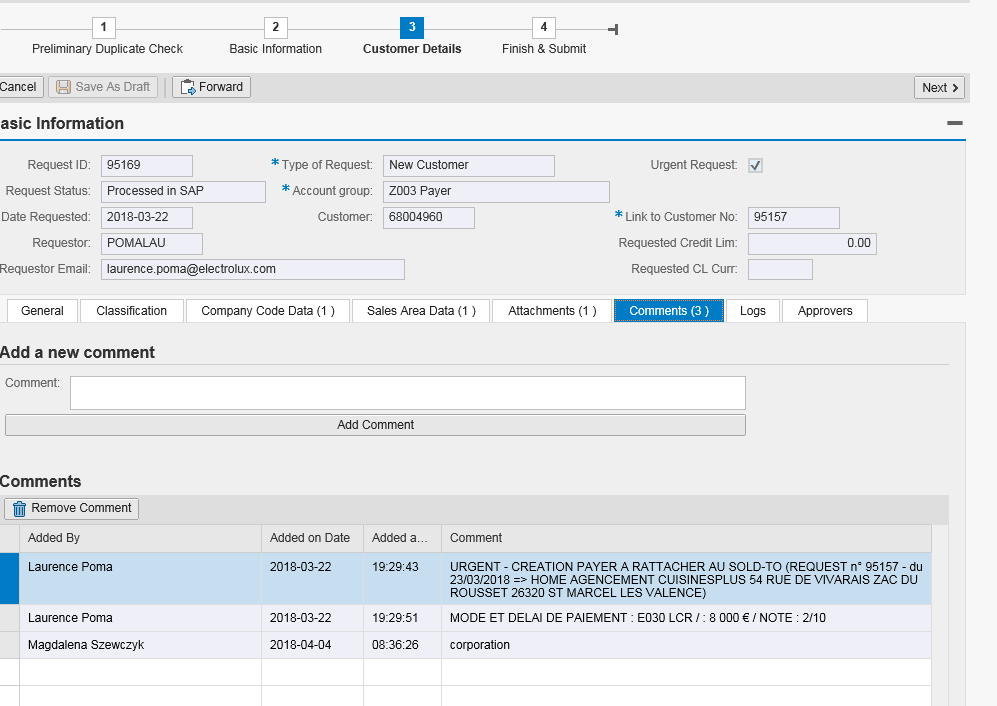 1 2 3 4
Preliminary Duplicate Check Basic Information Customer Details Finish & Submit
Cancel Save As Draft Forward Next
asic Information
Request ID: 95169 * Type of Request: New Customer Urgent Request:
Request Status: Processed in SAP * Account group: Z003 Payer
Date Requested: 2018-03-22 Customer: 68004960 * Link to Customer No: 95157
Requestor: POMALAU Requested Credit Lim: 0.00
Requestor Email: laurence.poma@electrolux.com Requested CL Curr:
General Classification Company Code Data (1 ) Sales Area Data (1 ) Attachments (1 ) Comments (3 ) Logs Approvers
Add a new comment
Comment:
Add Comment
Comments
Remove Comment
Added By Added on Date Added a... Comment
Laurence Poma 2018-03-22 19:29:43 URGENT - CREATION PAYER A RATTACHER AU SOLD-TO (REQUEST n° 95157 - du
23/03/2018 => HOME AGENCEMENT CUISINESPLUS 54 RUE DE VIVARAIS ZAC DU
ROUSSET 26320 ST MARCEL LES VALENCE)
Laurence Poma 2018-03-22 19:29:51 MODE ET DELAI DE PAIEMENT : E030 LCR / : 8 000 € / NOTE : 2/10
Magdalena Szewczyk 2018-04-04 08:36:26 corporation